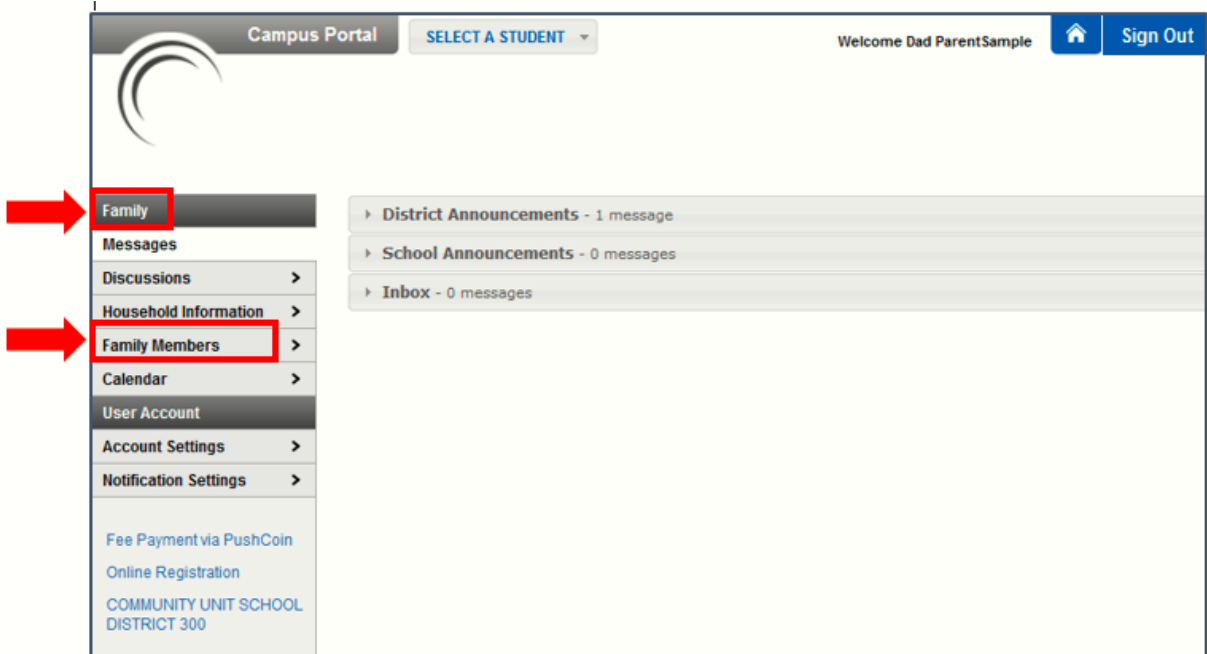 Campus Portal
SELECT A STUDENT
Welcome Dad ParentSample
Sign Out
Family
Messages
Discussions
Household Information
Family Members
Calendar
User Account
Account Settings
Notification Settings
Fee Payment via PushCoin
Online Registration
COMMUNITY UNIT SCHOOL
DISTRICT 300
District Announcements - 1 message
School Announcements - 0 messages
Inbox - 0 messages